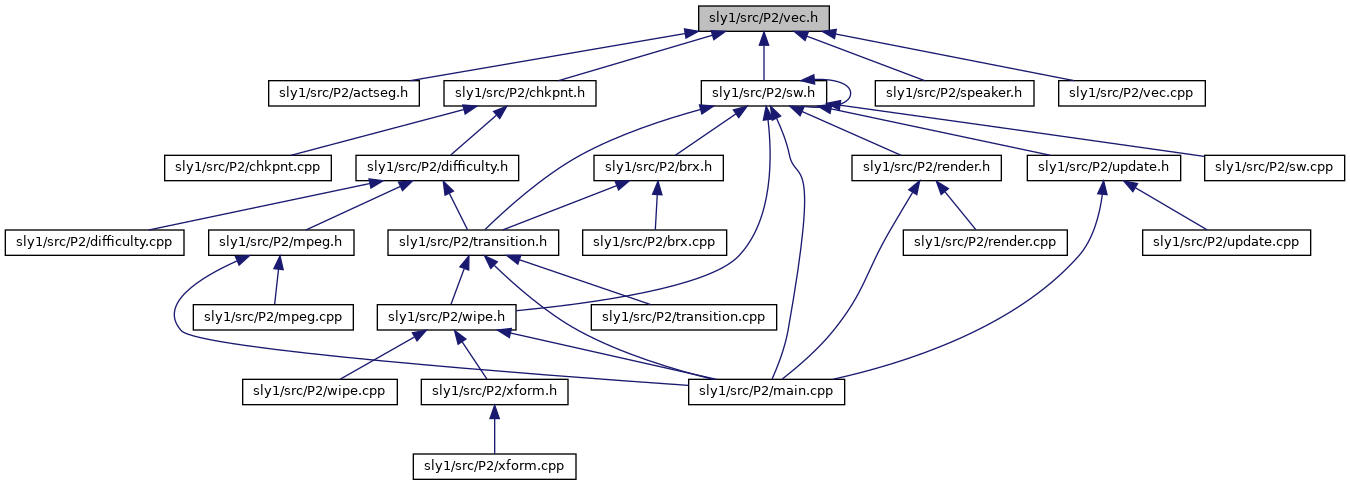 sly1/src/P2/vec.h
sly1/src/P2/actseg.h
sly1/src/P2/chkpnt.h
sly1/src/P2/sw.h
sly1/src/P2/speaker.h
sly1/src/P2/vec.cpp
sly1/src/P2/chkpnt.cpp
sly1/src/P2/difficulty.h
sly1/src/P2/brx.h
sly1/src/P2/render.h
sly1/src/P2/update.h
sly1/src/P2/sw.cpp
sly1/src/P2/difficulty.cpp
sly1/src/P2/mpeg.h
sly1/src/P2/transition.h
sly1/src/P2/brx.cpp
sly1/src/P2/render.cpp
sly1/src/P2/update.cpp
sly1/src/P2/mpeg.cpp
sly1/src/P2/wipe.h
sly1/src/P2/transition.cpp
sly1/src/P2/wipe.cpp
sly1/src/P2/xform.h
sly1/src/P2/main.cpp
sly1/src/P2/xform.cpp